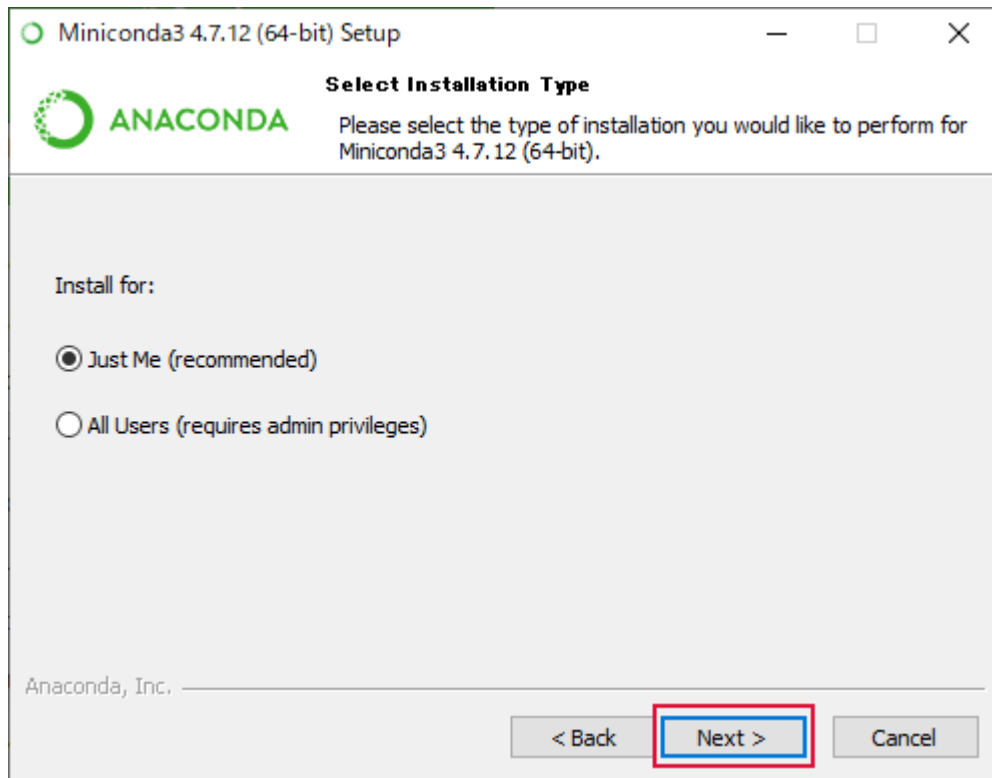 Miniconda3 4.7.12 (64-bit) Setup
ANACONDA
Select Installation Type
Please select the type of installation you would like to perform for
Miniconda3 4.7.12 (64-bit).
Install for:
Just Me (recommended)
All Users (requires admin privileges)
Anaconda, Inc.
< Back
Next >
Cancel